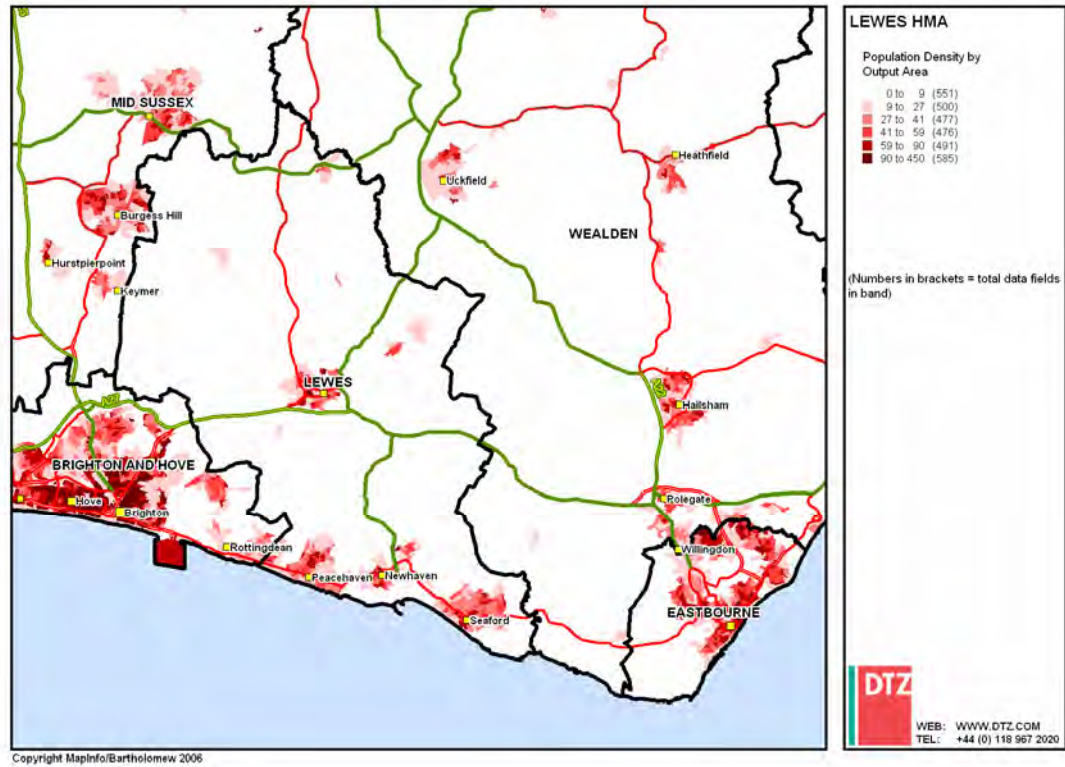 MID SUSSEX
Heathfield
Uckfield
Burgess Hill
WEALDEN
Hurstpierpoint
Keymer
LEWES
A23
A27
Hailsham
BRIGHTON AND HOVE
Hove
Brighton
Polegate
Rottingdean
Willingdon
Peacehaven
Newhaven
EASTBOURNE
Seaford
Copyright MapInfo/Bartholomew 2006
LEWES HMA
Population Density by
Output Area
0 to 9 (551)
9 to 27 (500)
27 to 41 (477)
41 to 59 (476)
59 to 90 (491)
90 to 450 (585)
(Numbers in brackets = total data fields
in band)
DTZ
WEB: WWW.DTZ.COM
TEL: +44 (0) 118 967 2020